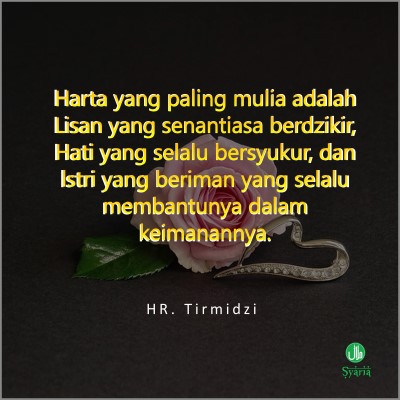 Harta yang paling mulia adalah
Lisan yang senantiasa berdzikir,
Hati yang selalu bersyukur, dan
Istri yang beriman yang selalu
membantunya dalam
keimanannya.
HR. Tirmidzi
حلال
Syaria